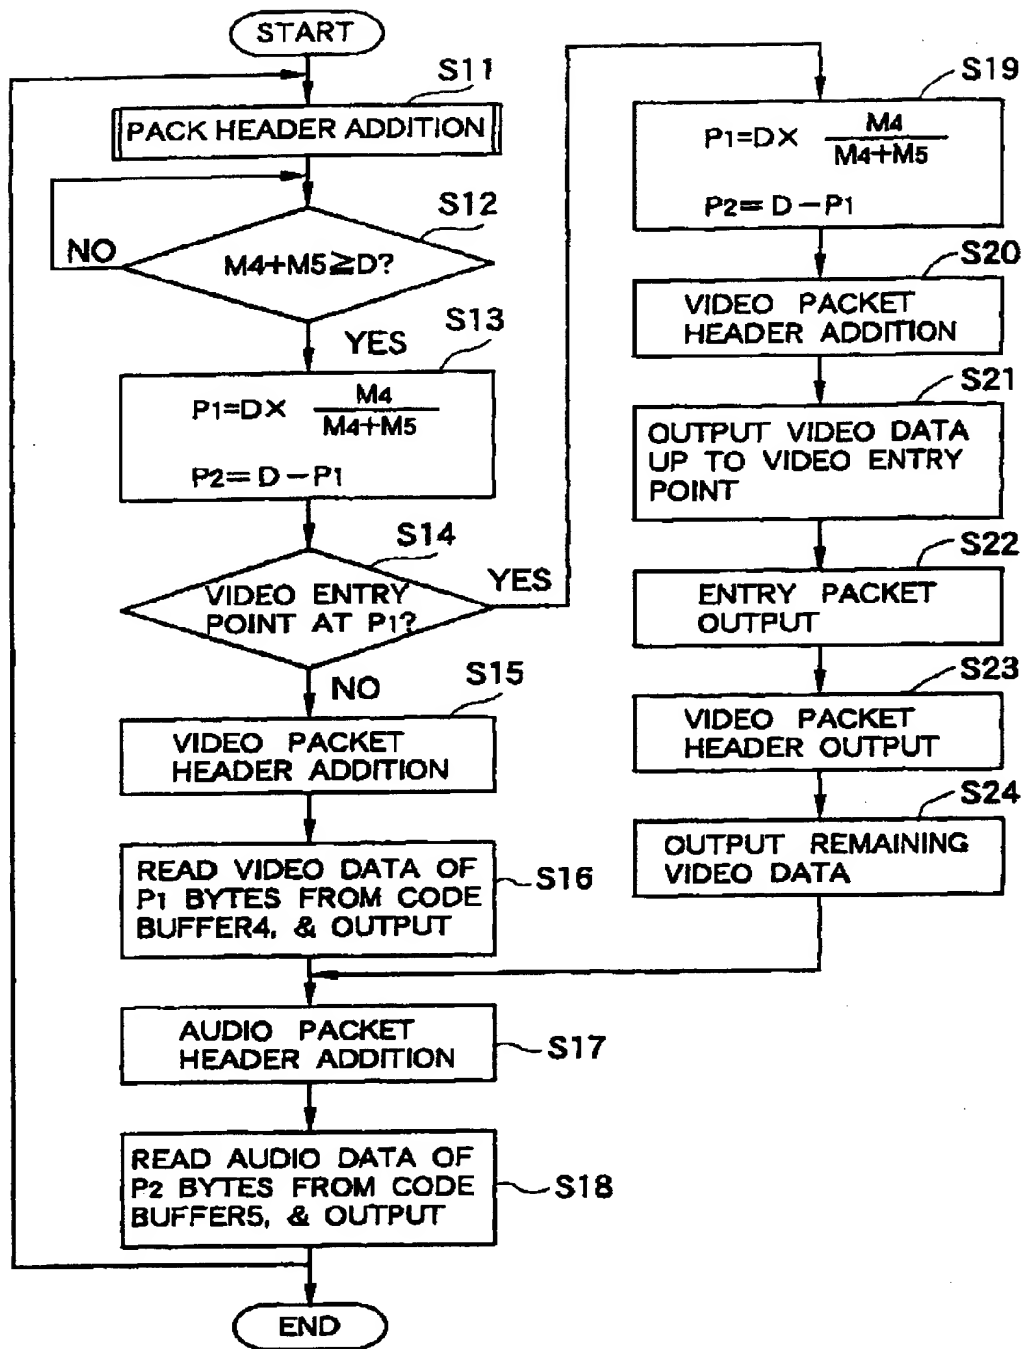 START
S11
PACK HEADER ADDITION
S12
NO
M4+M5≧D?
YES
S13
P1=D× M4
M4+M5
P2=D-P1
S14
VIDEO ENTRY
POINT AT P1?
YES
NO
S15
VIDEO PACKET
HEADER ADDITION
READ VIDEO DATA OF
P1 BYTES FROM CODE
BUFFER4, & OUTPUT
S16
AUDIO PACKET
HEADER ADDITION
S17
READ AUDIO DATA OF
P2 BYTES FROM CODE
BUFFER5, & OUTPUT
S18
END
S19
P1=D× M4
M4+M5
P2=D-P1
S20
VIDEO PACKET
HEADER ADDITION
S21
OUTPUT VIDEO DATA
UP TO VIDEO ENTRY
POINT
S22
ENTRY PACKET
OUTPUT
S23
VIDEO PACKET
HEADER OUTPUT
S24
OUTPUT REMAINING
VIDEO DATA